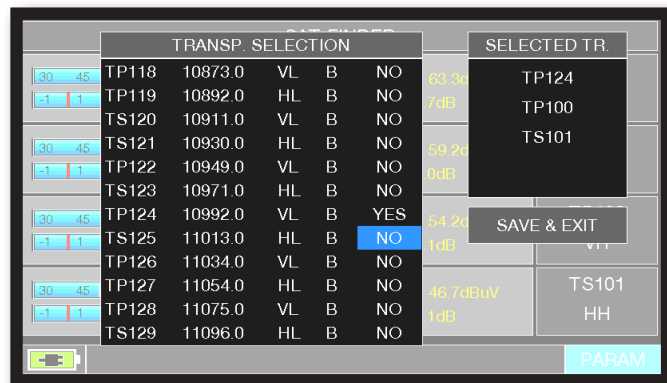 TRANSP. SELECTION
TP118 10873.0 VL B NO
TP119 10892.0 HL B NO
TS120 10911.0 VL B NO
TS121 10930.0 HL B NO
TP122 10949.0 VL B NO
TS123 10971.0 HL B NO
TP124 10992.0 VL B YES
TS125 11013.0 HL B NO
TP126 11034.0 VL B NO
TP127 11054.0 HL B NO
TP128 11075.0 VL B NO
TS129 11096.0 HL B NO
SELECTED TR.
TP124
TP100
TS101
SAVE & EXIT
30 45
-1 1
30 45
-1 1
30 45
-1 1
30 45
-1 1
46.7dBuV
TS101
HH
PARAM